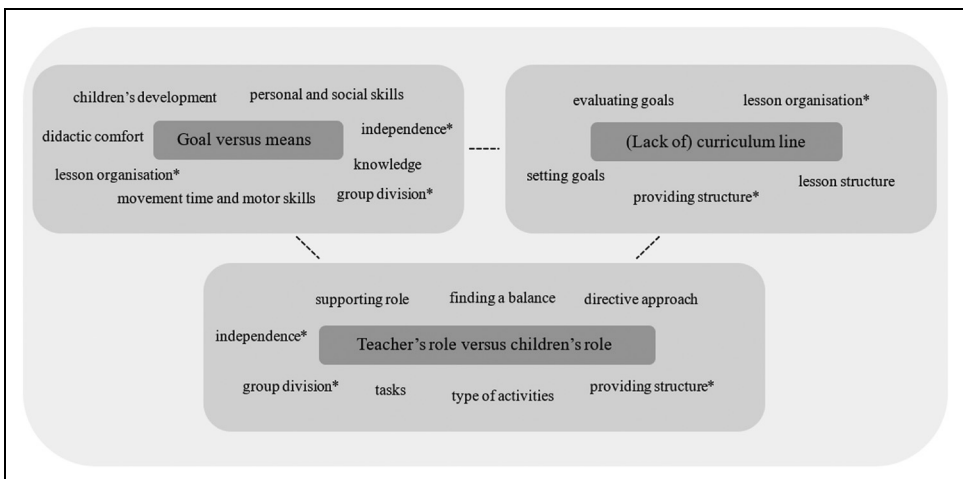 children's development
personal and social skills
didactic comfort
Goal versus means
independence*
knowledge
lesson organisation*
movement time and motor skills
group division*
evaluating goals
lesson organisation*
(Lack of) curriculum line
setting goals
lesson structure
providing structure*
supporting role
finding a balance
directive approach
independence*
Teacher's role versus children's role
group division*
tasks
type of activities
providing structure*